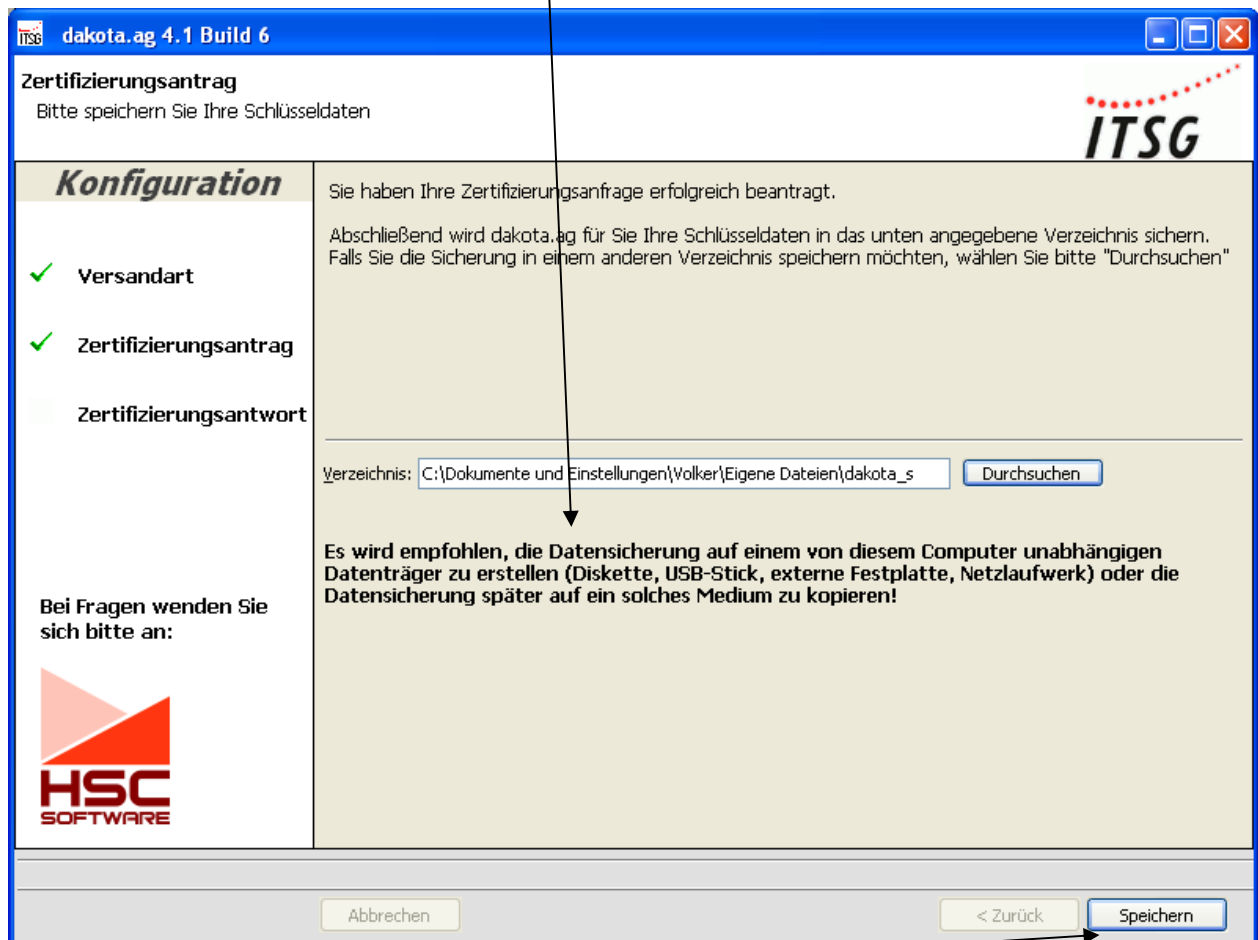 dakota.ag 4.1 Build 6
Zertifizierungsantrag
Bitte speichern Sie Ihre Schlüsseldaten
ITSG
Konfiguration
Versandart
Zertifizierungsantrag
Zertifizierungsantwort
Bei Fragen wenden Sie
sich bitte an:
HSC
SOFTWARE
Sie haben Ihre Zertifizierungsanfrage erfolgreich beantragt.
Abschließend wird dakota.ag für Sie Ihre Schlüsseldaten in das unten angegebene Verzeichnis sichern.
Falls Sie die Sicherung in einem anderen Verzeichnis speichern möchten, wählen Sie bitte "Durchsuchen"
Verzeichnis: C:\Dokumente und Einstellungen\Volker\Eigene Dateien\dakota_s Durchsuchen
Es wird empfohlen, die Datensicherung auf einem von diesem Computer unabhängigen
Datenträger zu erstellen (Diskette, USB-Stick, externe Festplatte, Netzlaufwerk) oder die
Datensicherung später auf ein solches Medium zu kopieren!
Abbrechen < Zurück Speichern